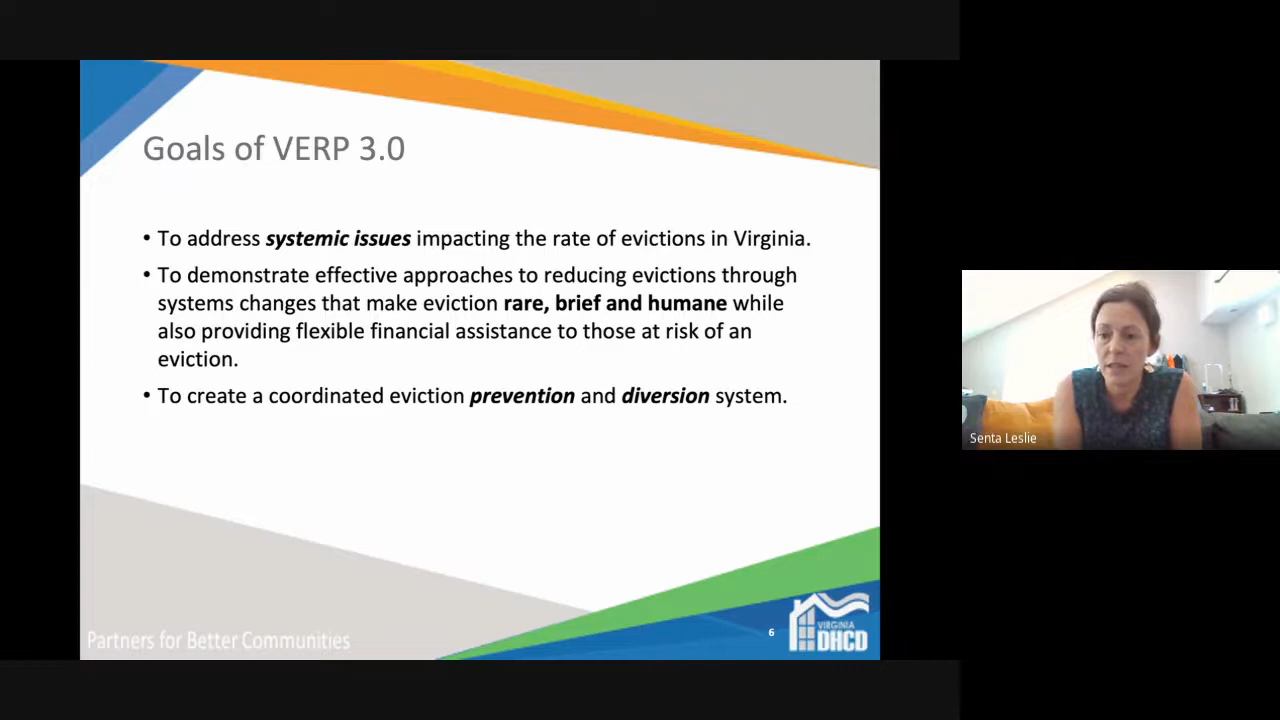 Goals of VERP 3.0
• To address systemic issues impacting the rate of evictions in Virginia.
• To demonstrate effective approaches to reducing evictions through
systems changes that make eviction rare, brief and humane while
also providing flexible financial assistance to those at risk of an
eviction.
• To create a coordinated eviction prevention and diversion system.
Senta Leslie
6
VIRGINIA
DHCD
Partners for Better Communities